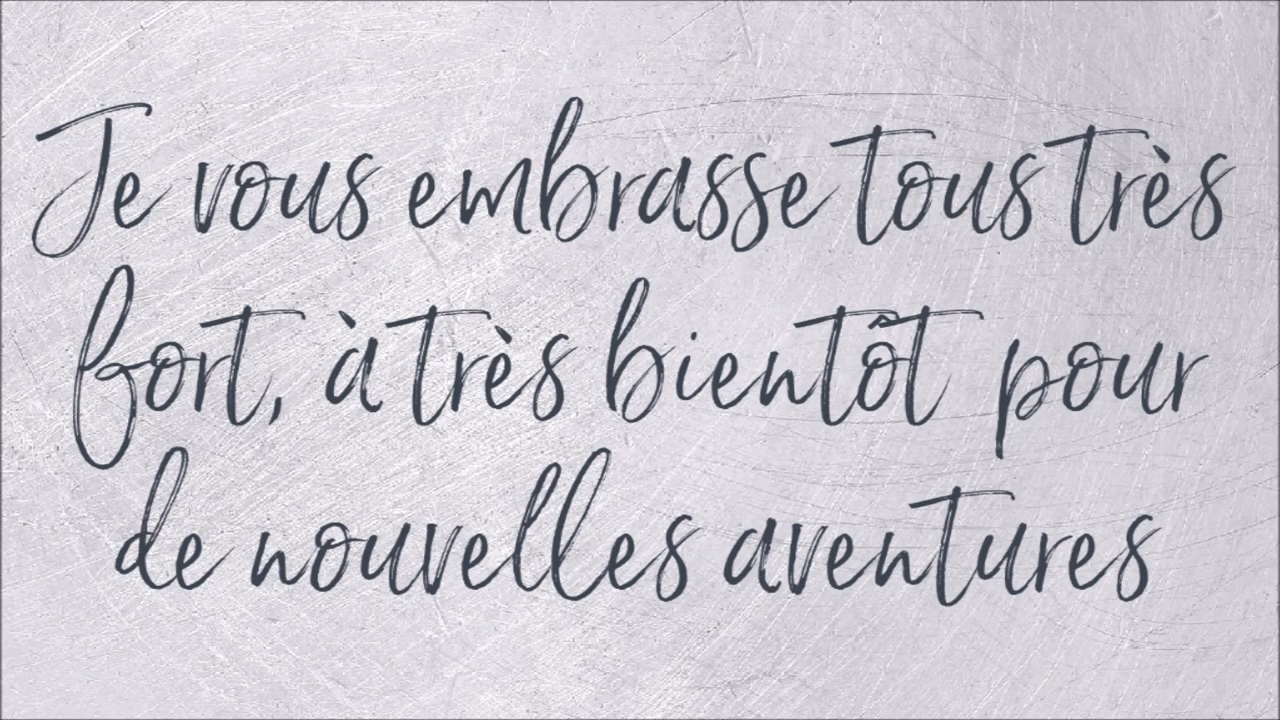 Je vous embrasse tous très
fort, à très bientôt pour
de nouvelles aventures